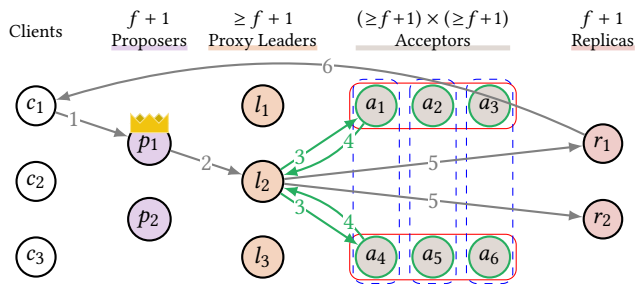 f + 1 ≥ f + 1 (≥f+1) × (≥f+1) f + 1
Clients Proposers Proxy Leaders Acceptors Replicas
6
c1 l1 a1 a2 a3
1
p1 3 4 r1
2 5
c2 l2
5
p2 3 4 r2
c3 l3 a4 a5 a6